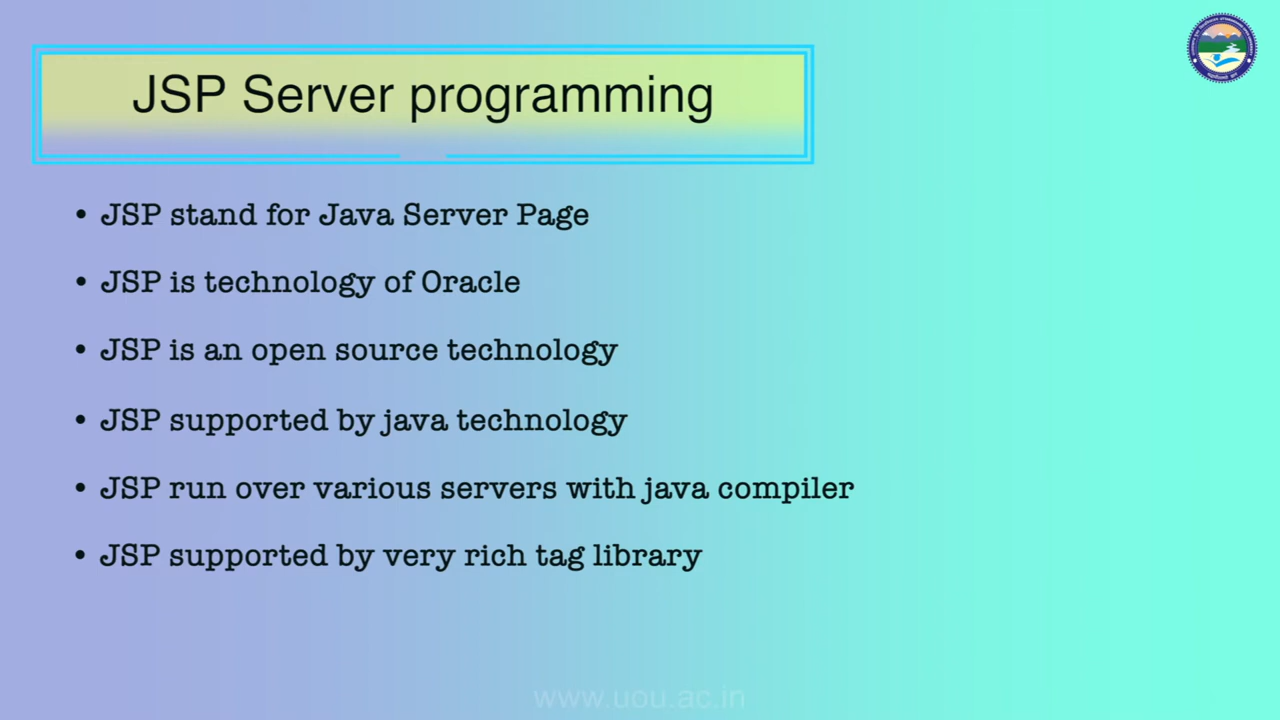 JSP Server programming
• JSP stand for Java Server Page
• JSP is technology of Oracle
• JSP is an open source technology
• JSP supported by java technology
• JSP run over various servers with java compiler
• JSP supported by very rich tag library
www.uou.ac.in